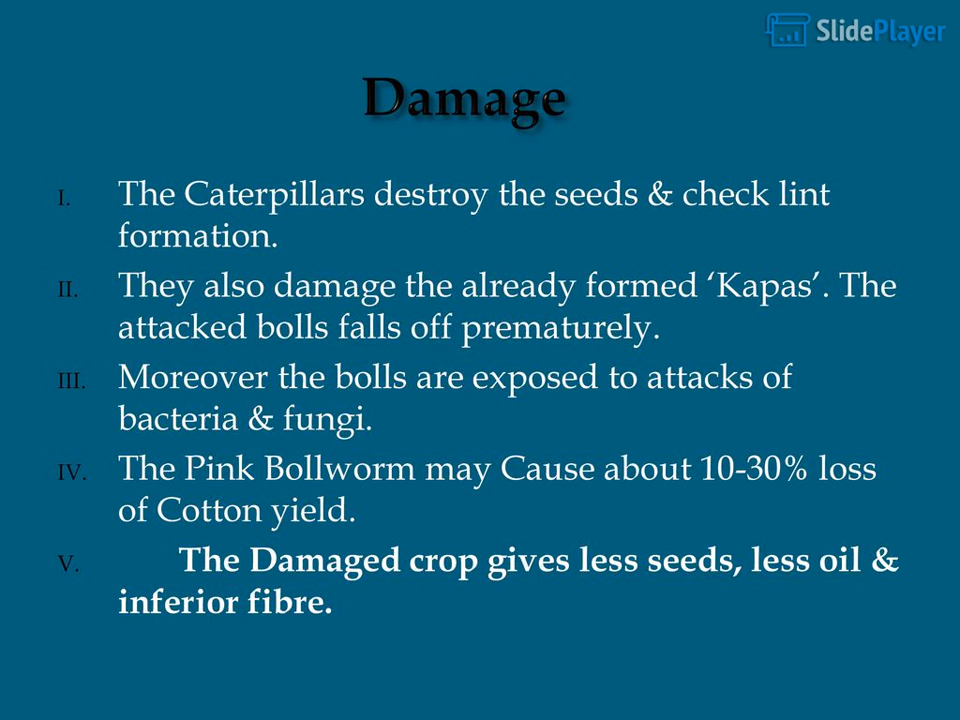 SlidePlayer
Damage
I. The Caterpillars destroy the seeds & check lint
formation.
II. They also damage the already formed ‘Kapas’. The
attacked bolls falls off prematurely.
III. Moreover the bolls are exposed to attacks of
bacteria & fungi.
IV. The Pink Bollworm may Cause about 10-30% loss
of Cotton yield.
V. The Damaged crop gives less seeds, less oil &
inferior fibre.